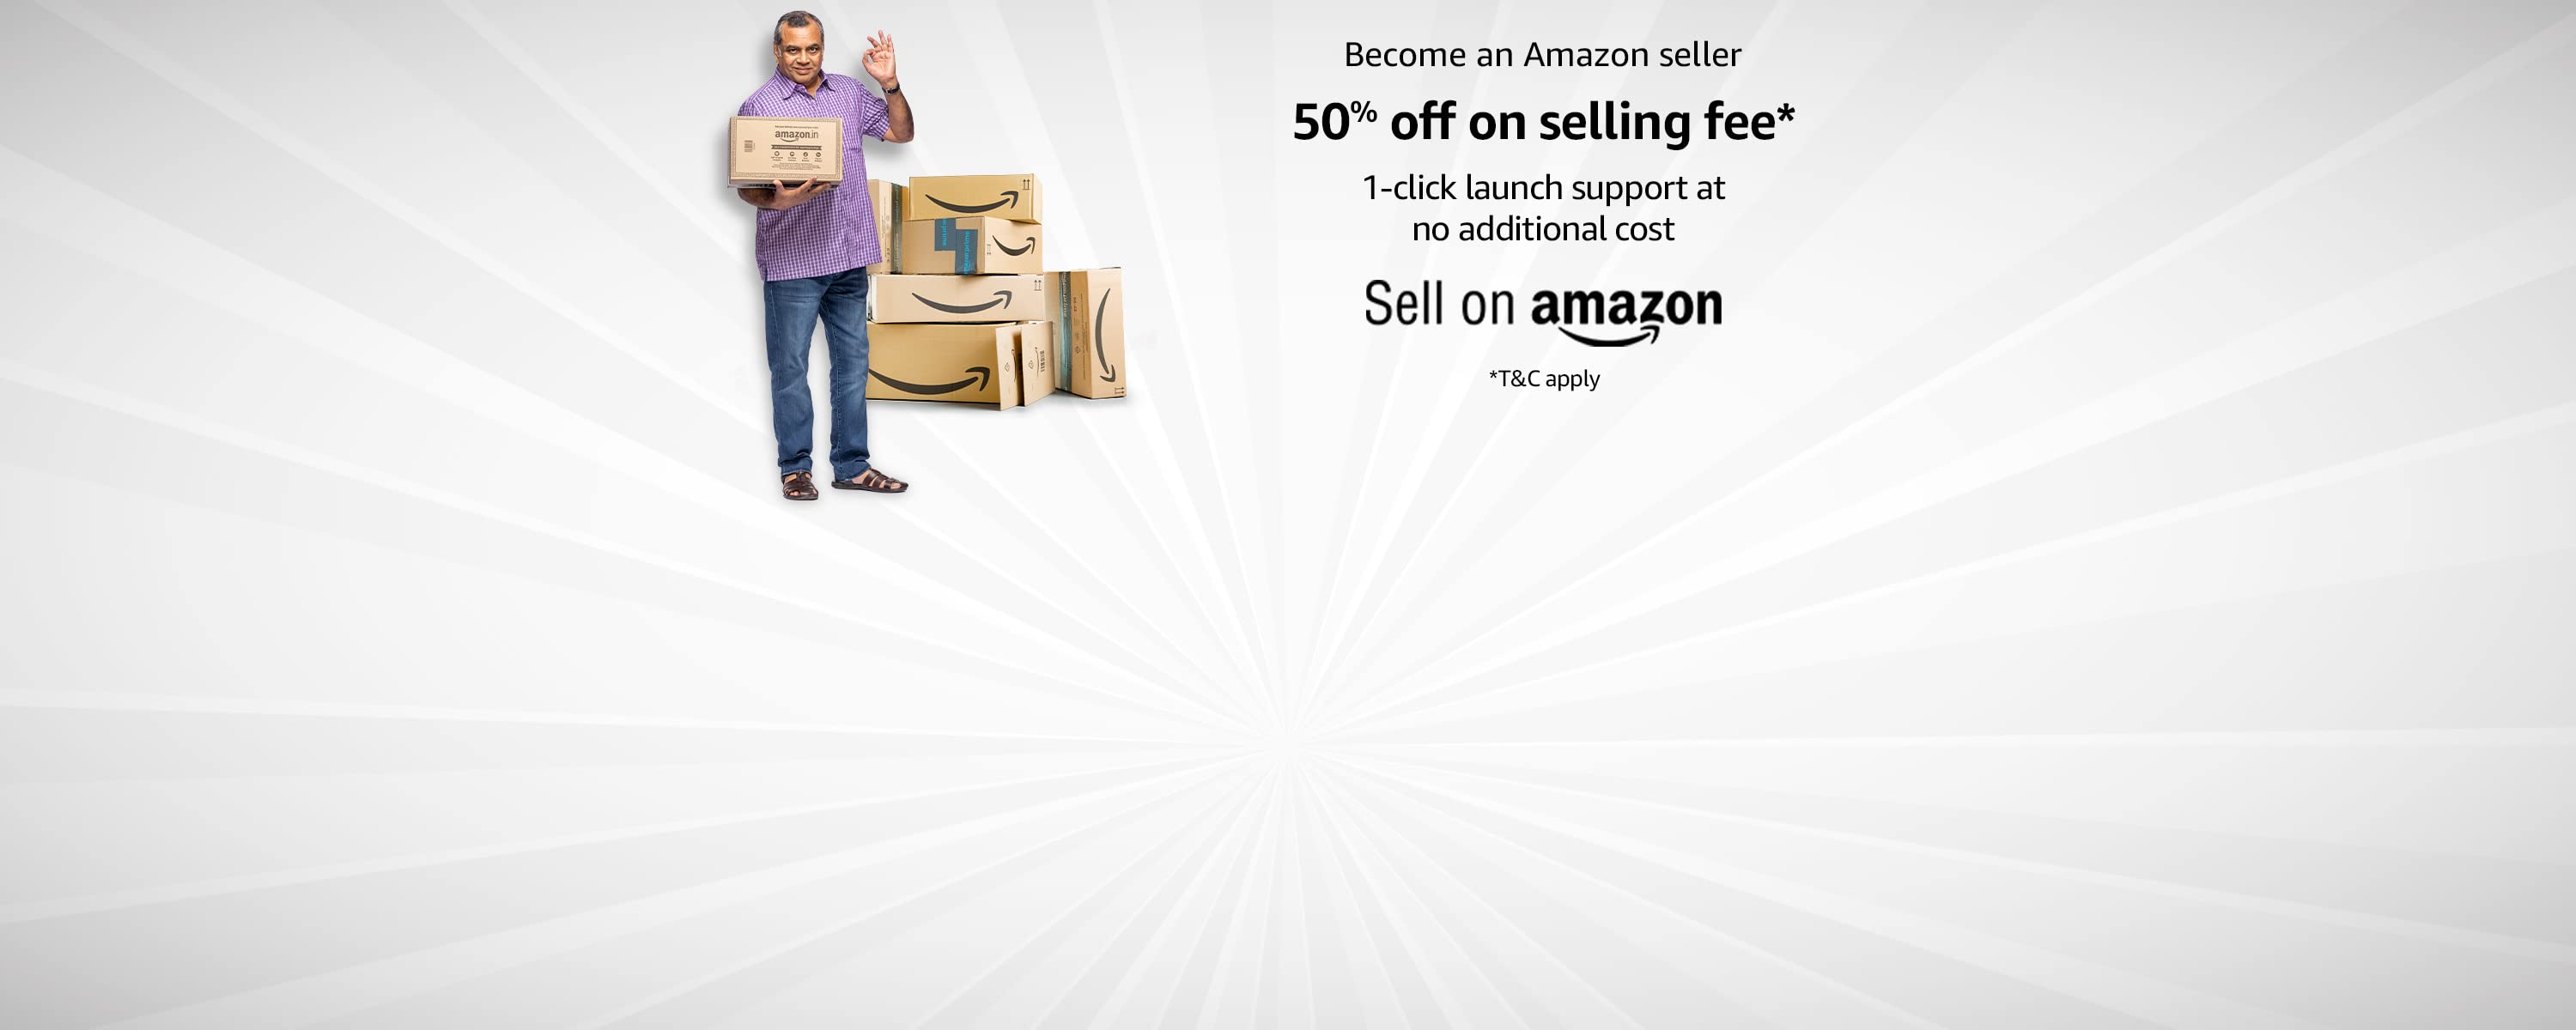 Become an Amazon seller
50% off on selling fee*
1-click launch support at
no additional cost
Sell on amazon
*T&C apply
amazon.in